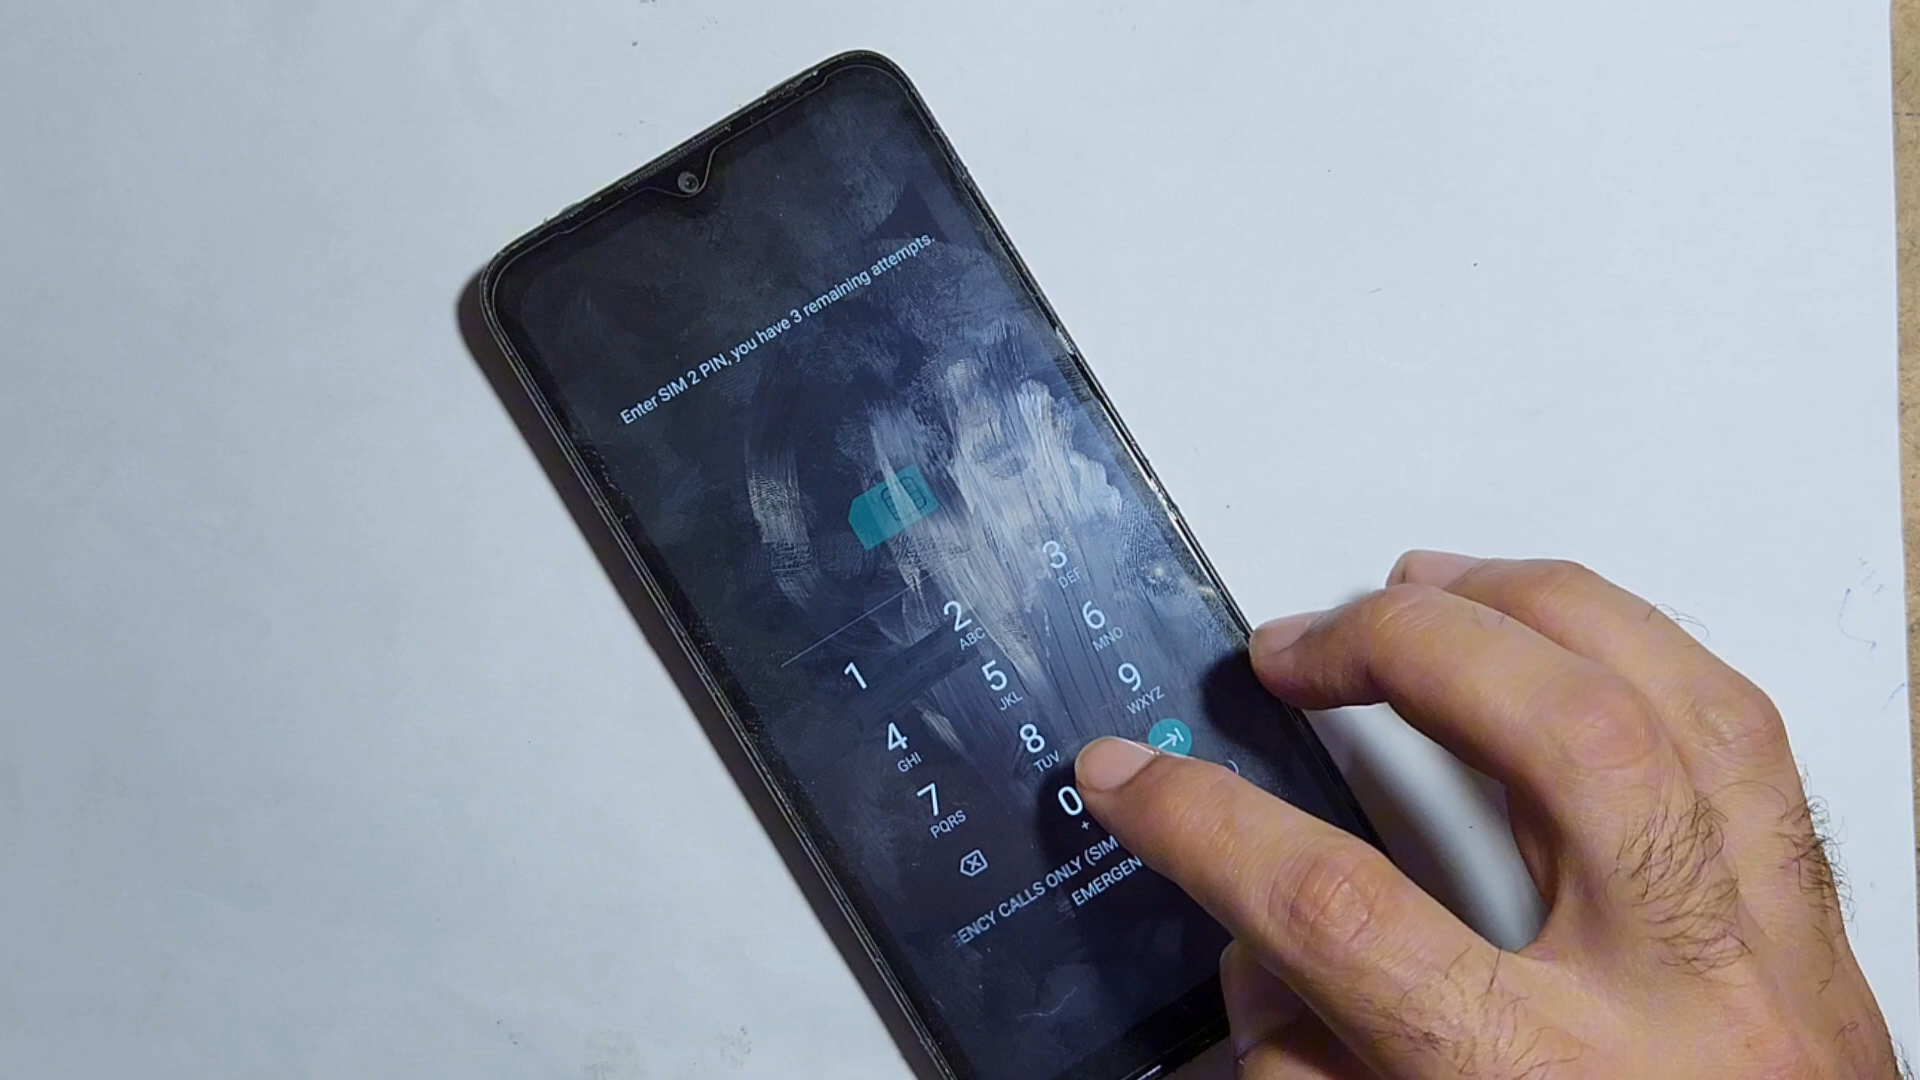 Enter SIM 2 PIN, you have 3 remaining attempts.
1
2 ABC
3 DEF
4 GHI
5 JKL
6 MNO
7 PQRS
8 TUV
9 WXYZ
0 +
GENCY CALLS ONLY (SIM
EMERGEN